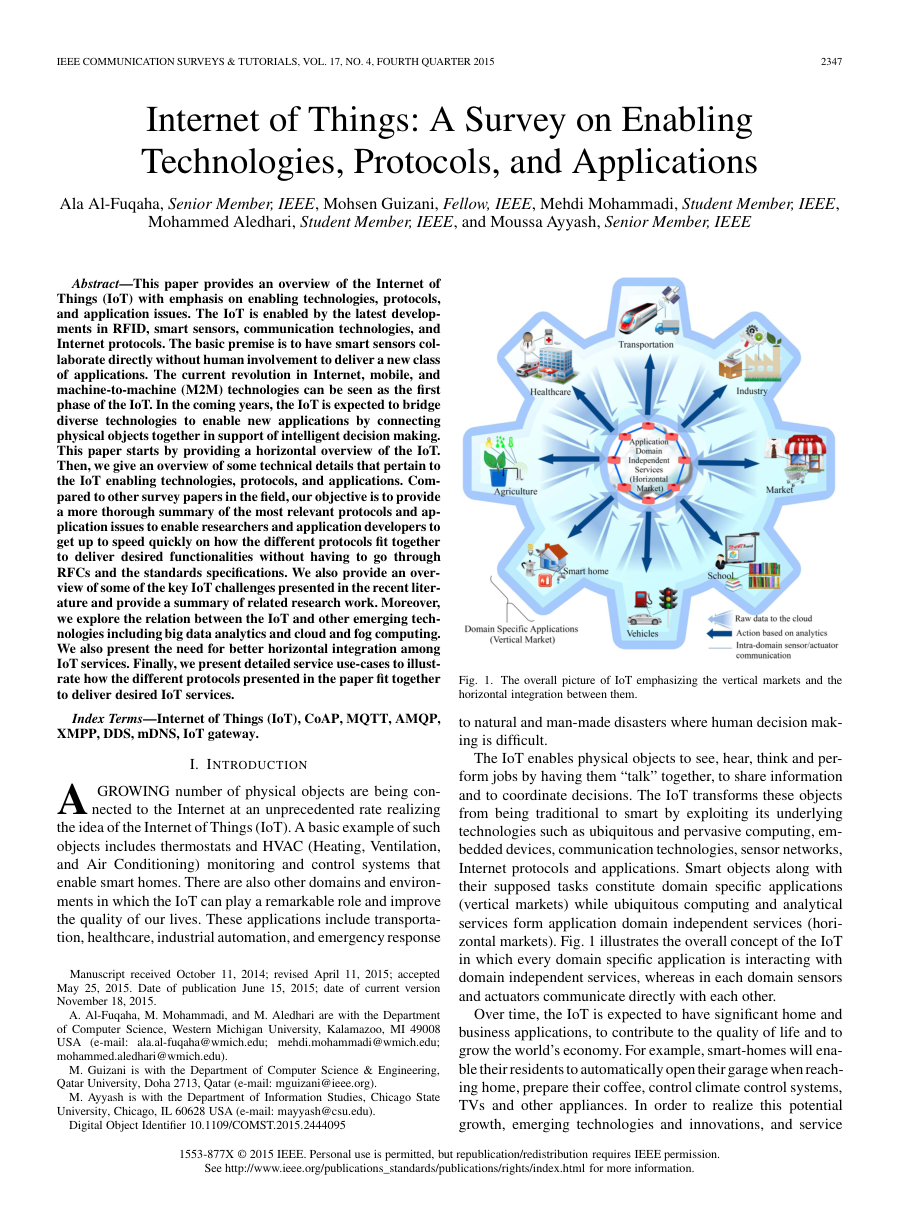 IEEE COMMUNICATION SURVEYS & TUTORIALS, VOL. 17, NO. 4, FOURTH QUARTER 2015
2347
Internet of Things: A Survey on Enabling
Technologies, Protocols, and Applications
Ala Al-Fuqaha, Senior Member, IEEE, Mohsen Guizani, Fellow, IEEE, Mehdi Mohammadi, Student Member, IEEE,
Mohammed Aledhari, Student Member, IEEE, and Moussa Ayyash, Senior Member, IEEE
Abstract—This paper provides an overview of the Internet of
Things (IoT) with emphasis on enabling technologies, protocols,
and application issues. The IoT is enabled by the latest develop-
ments in RFID, smart sensors, communication technologies, and
Internet protocols. The basic premise is to have smart sensors col-
laborate directly without human involvement to deliver a new class
of applications. The current revolution in Internet, mobile, and
machine-to-machine (M2M) technologies can be seen as the first
phase of the IoT. In the coming years, the IoT is expected to bridge
diverse technologies to enable new applications by connecting
physical objects together in support of intelligent decision making.
This paper starts by providing a horizontal overview of the IoT.
Then, we give an overview of some technical details that pertain to
the IoT enabling technologies, protocols, and applications. Com-
pared to other survey papers in the field, our objective is to provide
a more thorough summary of the most relevant protocols and ap-
plication issues to enable researchers and application developers to
get up to speed quickly on how the different protocols fit together
to deliver desired functionalities without having to go through
RFCs and the standards specifications. We also provide an over-
view of some of the key IoT challenges presented in the recent liter-
ature and provide a summary of related research work. Moreover,
we explore the relation between the IoT and other emerging tech-
nologies including big data analytics and cloud and fog computing.
We also present the need for better horizontal integration among
IoT services. Finally, we present detailed service use-cases to illust-
rate how the different protocols presented in the paper fit together
to deliver desired IoT services.
Index Terms—Internet of Things (IoT), CoAP, MQTT, AMQP,
XMPP, DDS, mDNS, IoT gateway.
I. INTRODUCTION
A GROWING number of physical objects are being con-
nected to the Internet at an unprecedented rate realizing
the idea of the Internet of Things (IoT). A basic example of such
objects includes thermostats and HVAC (Heating, Ventilation,
and Air Conditioning) monitoring and control systems that
enable smart homes. There are also other domains and environ-
ments in which the IoT can play a remarkable role and improve
the quality of our lives. These applications include transporta-
tion, healthcare, industrial automation, and emergency response
Manuscript received October 11, 2014; revised April 11, 2015; accepted
May 25, 2015. Date of publication June 15, 2015; date of current version
November 18, 2015.
A. Al-Fuqaha, M. Mohammadi, and M. Aledhari are with the Department
of Computer Science, Western Michigan University, Kalamazoo, MI 49008
USA (e-mail: ala.al-fuqaha@wmich.edu; mehdi.mohammadi@wmich.edu;
mohammed.aledhari@wmich.edu).
M. Guizani is with the Department of Computer Science & Engineering,
Qatar University, Doha 2713, Qatar (e-mail: mguizani@ieee.org).
M. Ayyash is with the Department of Information Studies, Chicago State
University, Chicago, IL 60628 USA (e-mail: mayyash@csu.edu).
Digital Object Identifier 10.1109/COMST.2015.2444095
Transportation
Healthcare
Industry
SHOP
Application
Domain
Independent
Services
(Horizontal
Market)
Agriculture
Market
Smart home
School
Vehicles
Domain Specific Applications
(Vertical Market)
Raw data to the cloud
Action based on analytics
Intra-domain sensor/actuator
communication
Fig. 1. The overall picture of IoT emphasizing the vertical markets and the
horizontal integration between them.
to natural and man-made disasters where human decision mak-
ing is difficult.
The IoT enables physical objects to see, hear, think and per-
form jobs by having them “talk” together, to share information
and to coordinate decisions. The IoT transforms these objects
from being traditional to smart by exploiting its underlying
technologies such as ubiquitous and pervasive computing, em-
bedded devices, communication technologies, sensor networks,
Internet protocols and applications. Smart objects along with
their supposed tasks constitute domain specific applications
(vertical markets) while ubiquitous computing and analytical
services form application domain independent services (hori-
zontal markets). Fig. 1 illustrates the overall concept of the IoT
in which every domain specific application is interacting with
domain independent services, whereas in each domain sensors
and actuators communicate directly with each other.
Over time, the IoT is expected to have significant home and
business applications, to contribute to the quality of life and to
grow the world’s economy. For example, smart-homes will ena-
ble their residents to automatically open their garage when reach-
ing home, prepare their coffee, control climate control systems,
TVs and other appliances. In order to realize this potential
growth, emerging technologies and innovations, and service
1553-877X © 2015 IEEE. Personal use is permitted, but republication/redistribution requires IEEE permission.
See http://www.ieee.org/publications_standards/publications/rights/index.html for more information.